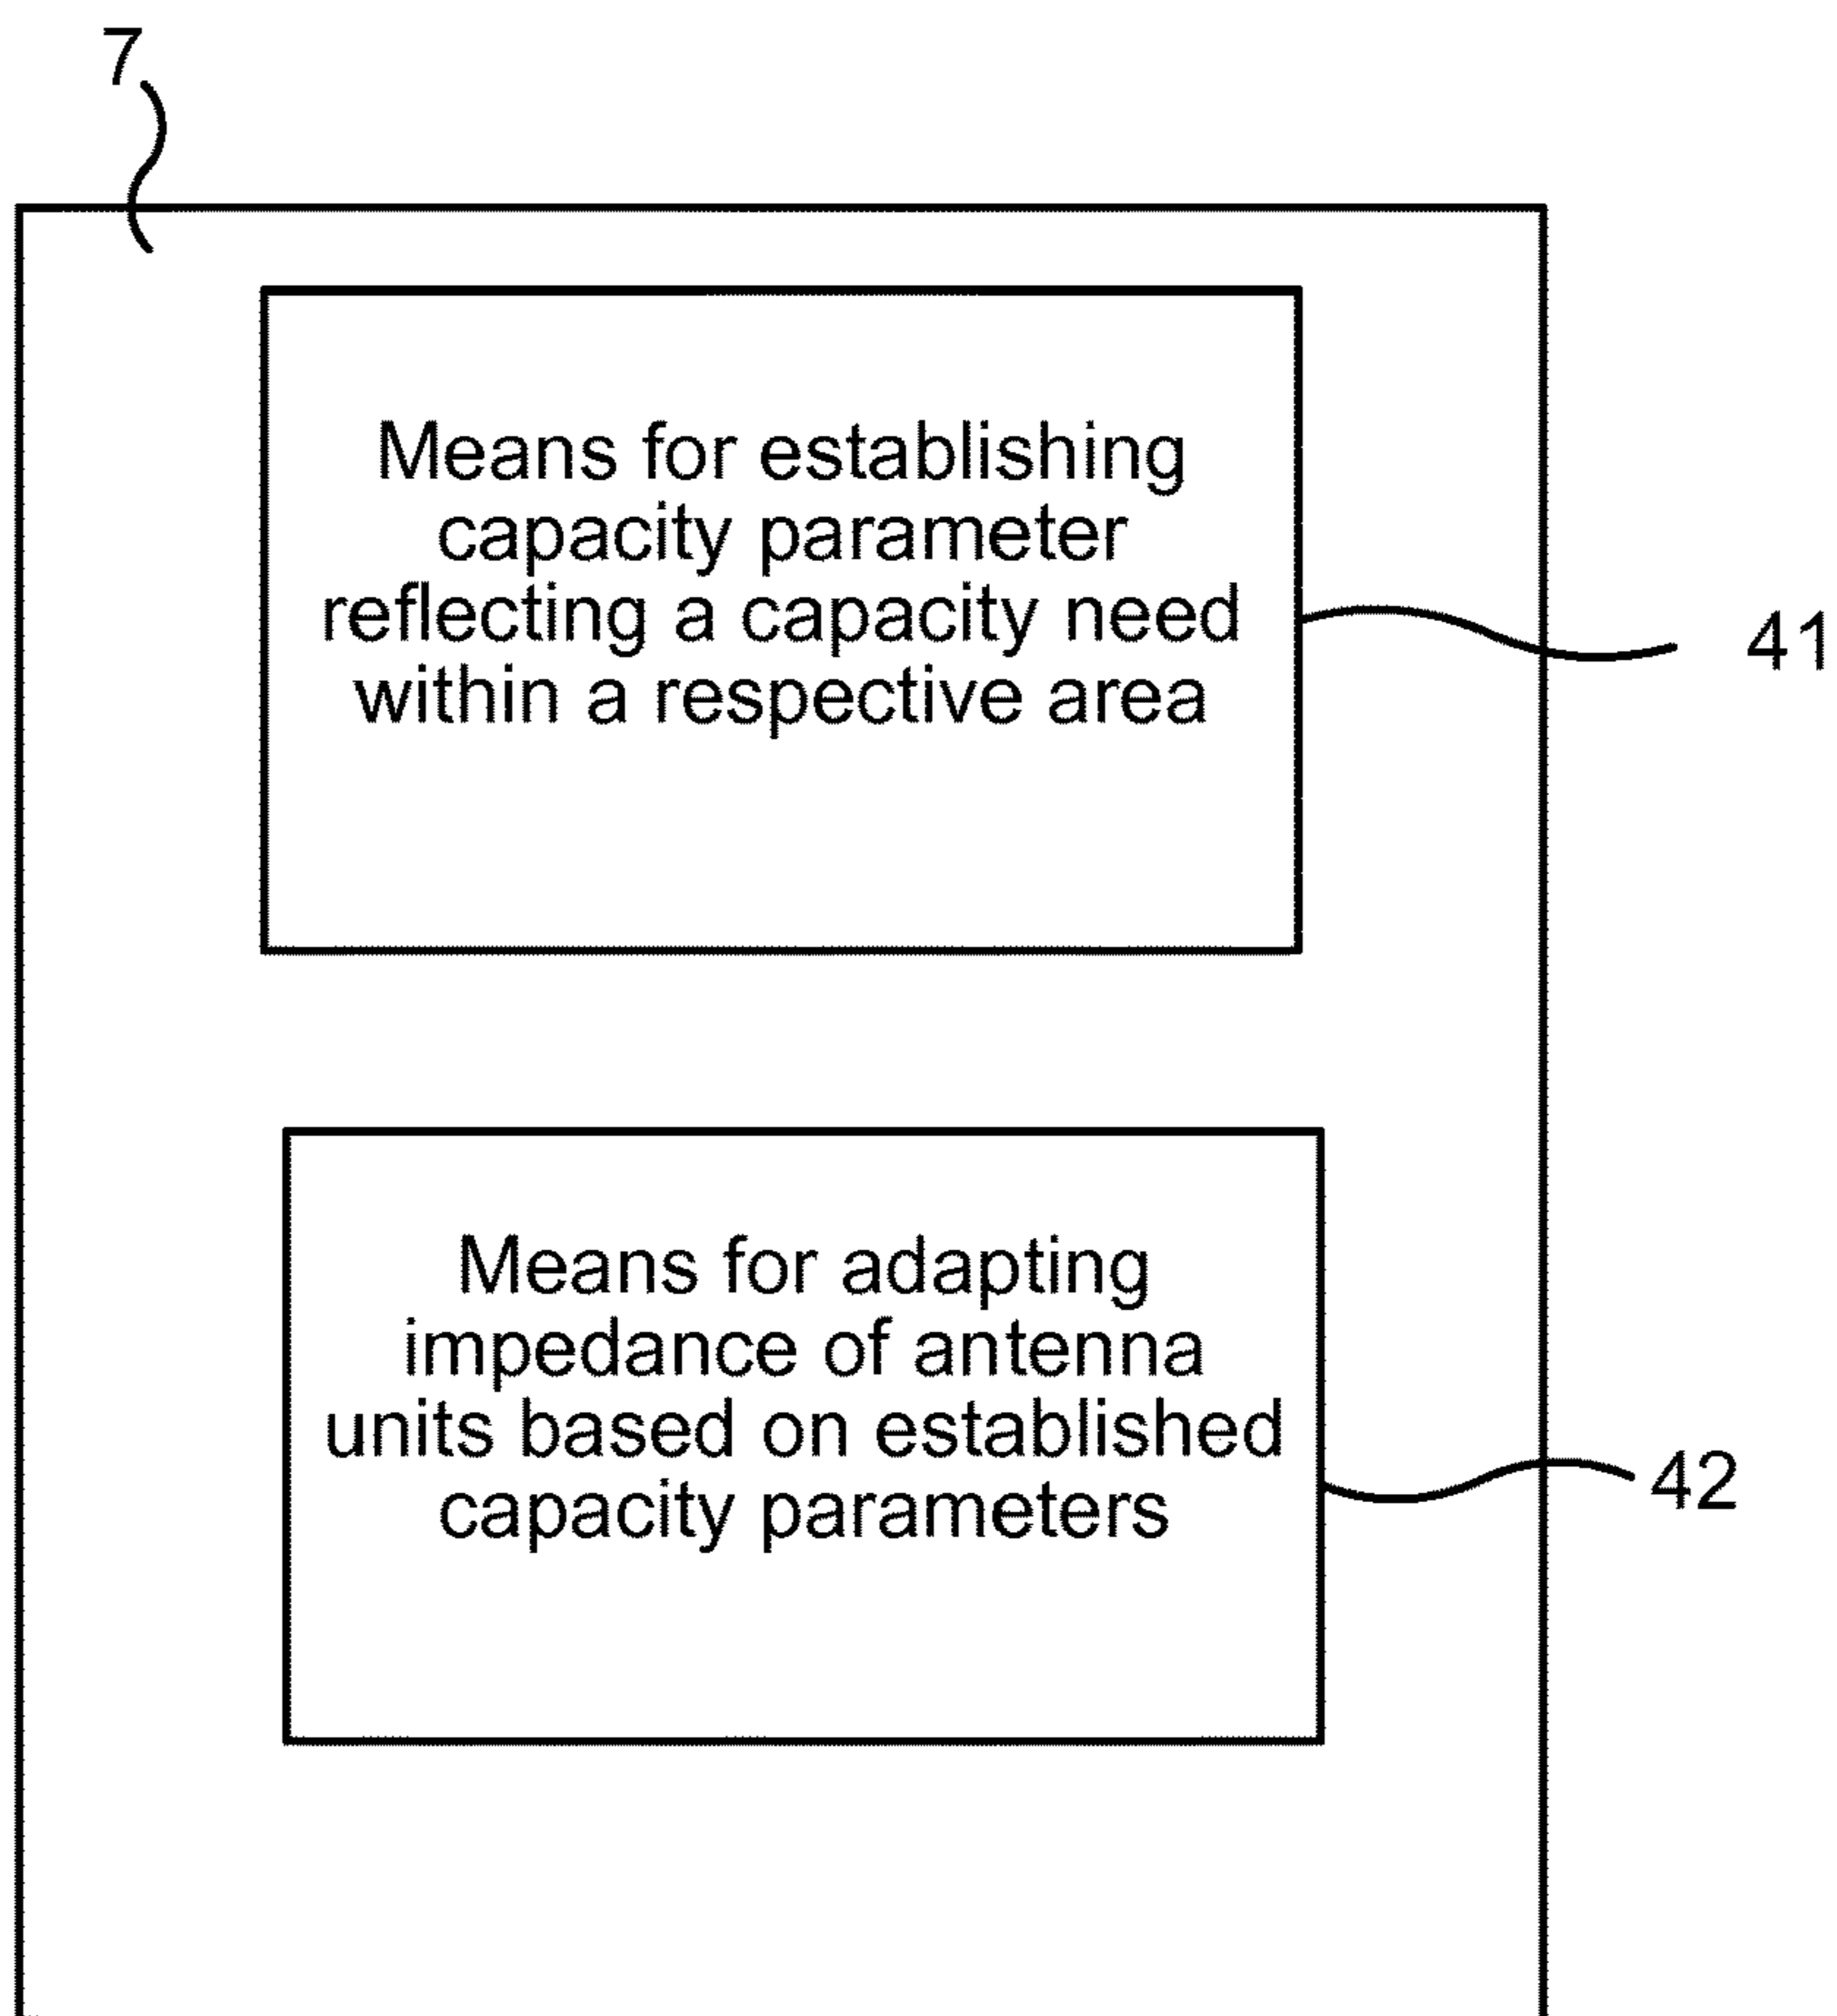 7
Means for establishing
capacity parameter
reflecting a capacity need
within a respective area
41
Means for adapting
impedance of antenna
units based on established
capacity parameters
42